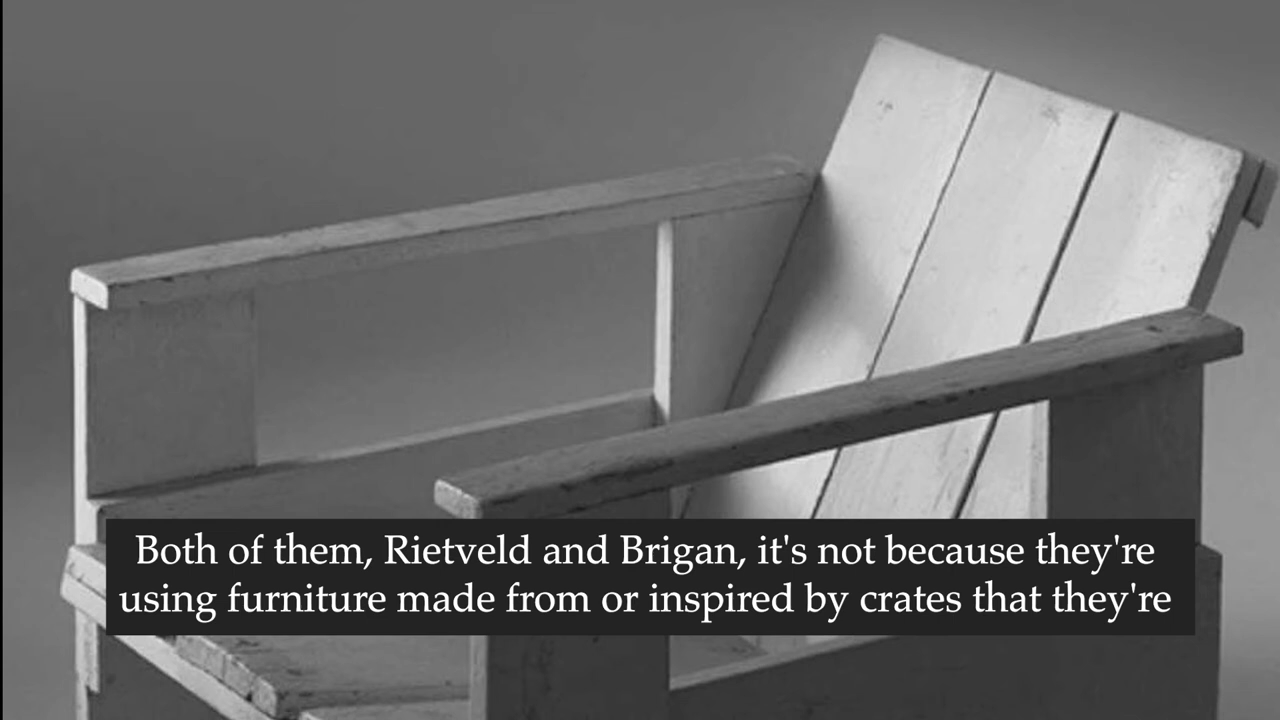 Both of them, Rietveld and Brigan, it's not because they're
using furniture made from or inspired by crates that they're